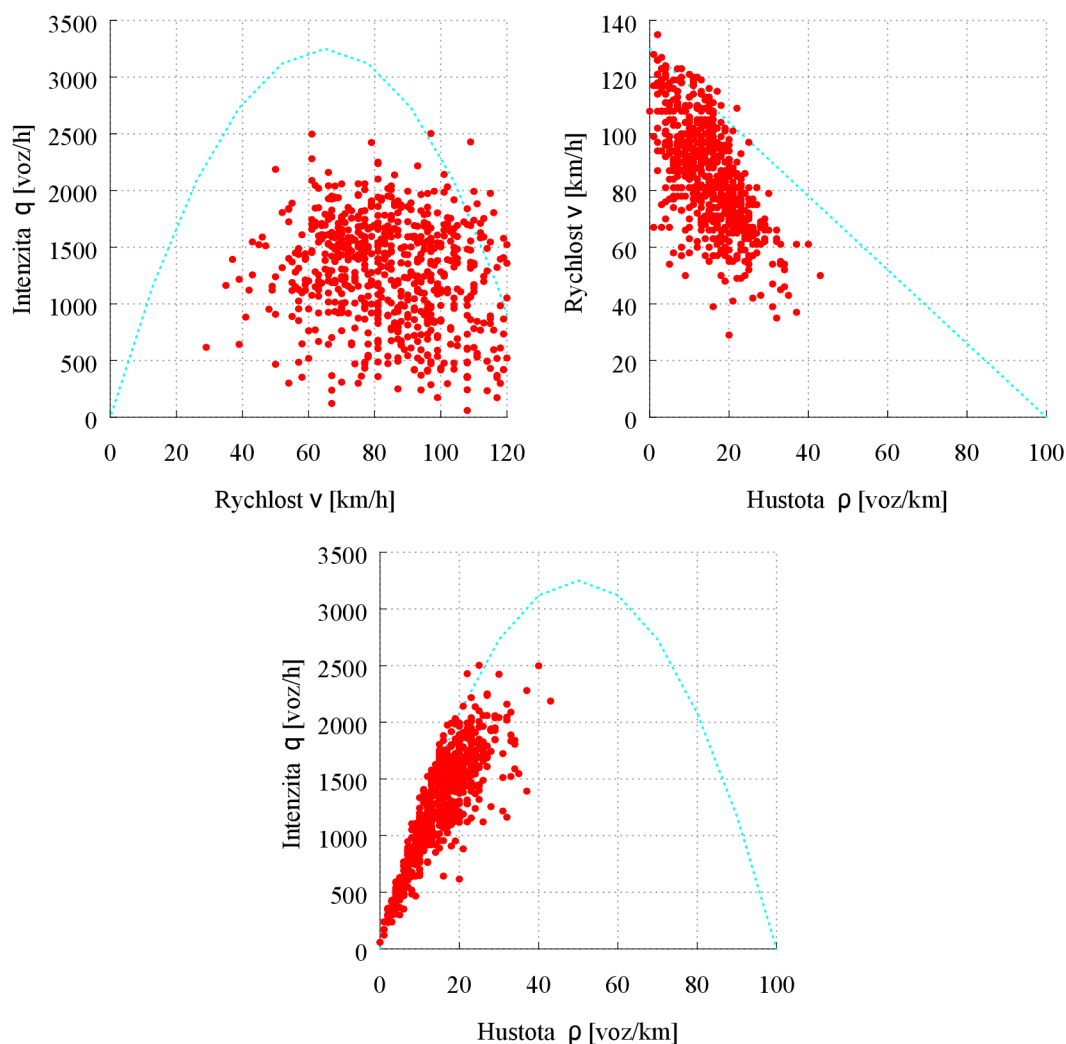 Intenzita q [voz/h]
3500
3000
2500
2000
1500
1000
500
0
0 20 40 60 80 100 120
Rychlost v [km/h]
Rychlost v [km/h]
140
120
100
80
60
40
20
0
0 20 40 60 80 100
Hustota ρ [voz/km]
Intenzita q [voz/h]
3500
3000
2500
2000
1500
1000
500
0
0 20 40 60 80 100
Hustota ρ [voz/km]